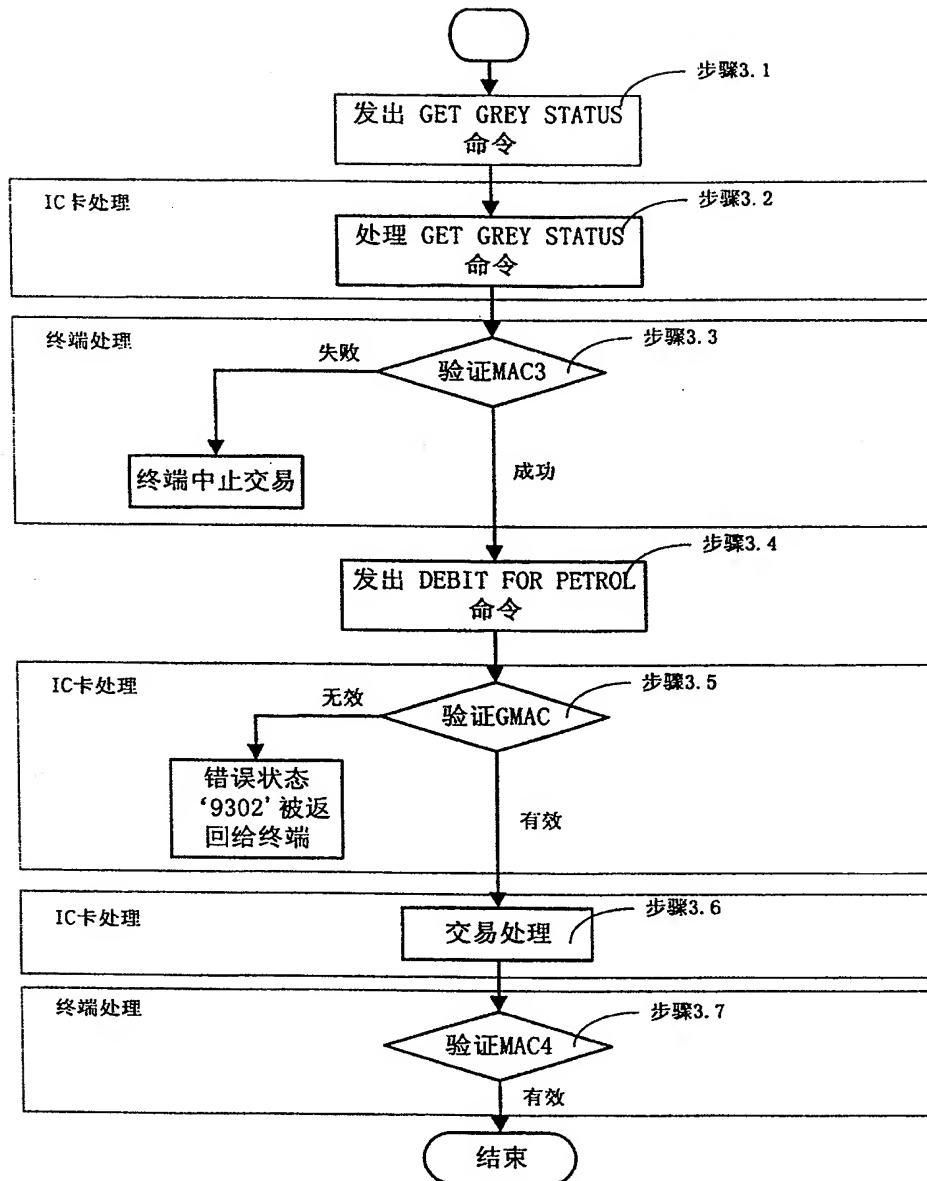 步骤3.1
发出 GET GREY STATUS
命令
IC卡处理
步骤3.2
处理 GET GREY STATUS
命令
终端处理
步骤3.3
失败
验证MAC3
终端中止交易
成功
步骤3.4
发出 DEBIT FOR PETROL
命令
IC卡处理
步骤3.5
无效
验证GMAC
错误状态
‘9302’被返
回给终端
有效
IC卡处理
步骤3.6
交易处理
终端处理
步骤3.7
验证MAC4
有效
结束